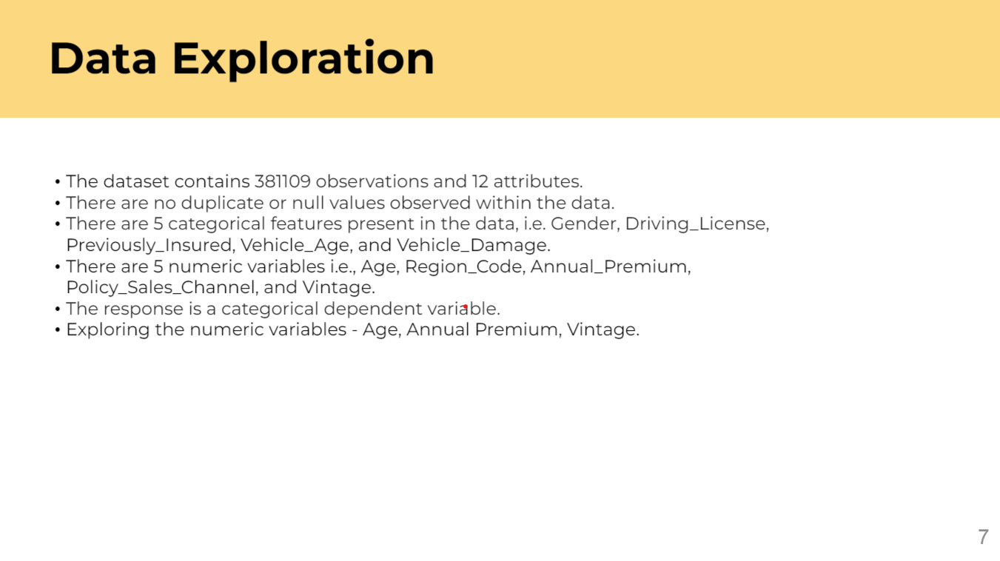 Data Exploration
• The dataset contains 381109 observations and 12 attributes.
• There are no duplicate or null values observed within the data.
• There are 5 categorical features present in the data, i.e. Gender, Driving_License,
Previously_Insured, Vehicle_Age, and Vehicle_Damage.
• There are 5 numeric variables i.e., Age, Region_Code, Annual_Premium,
Policy_Sales_Channel, and Vintage.
• The response is a categorical dependent variable.
• Exploring the numeric variables - Age, Annual Premium, Vintage.
7